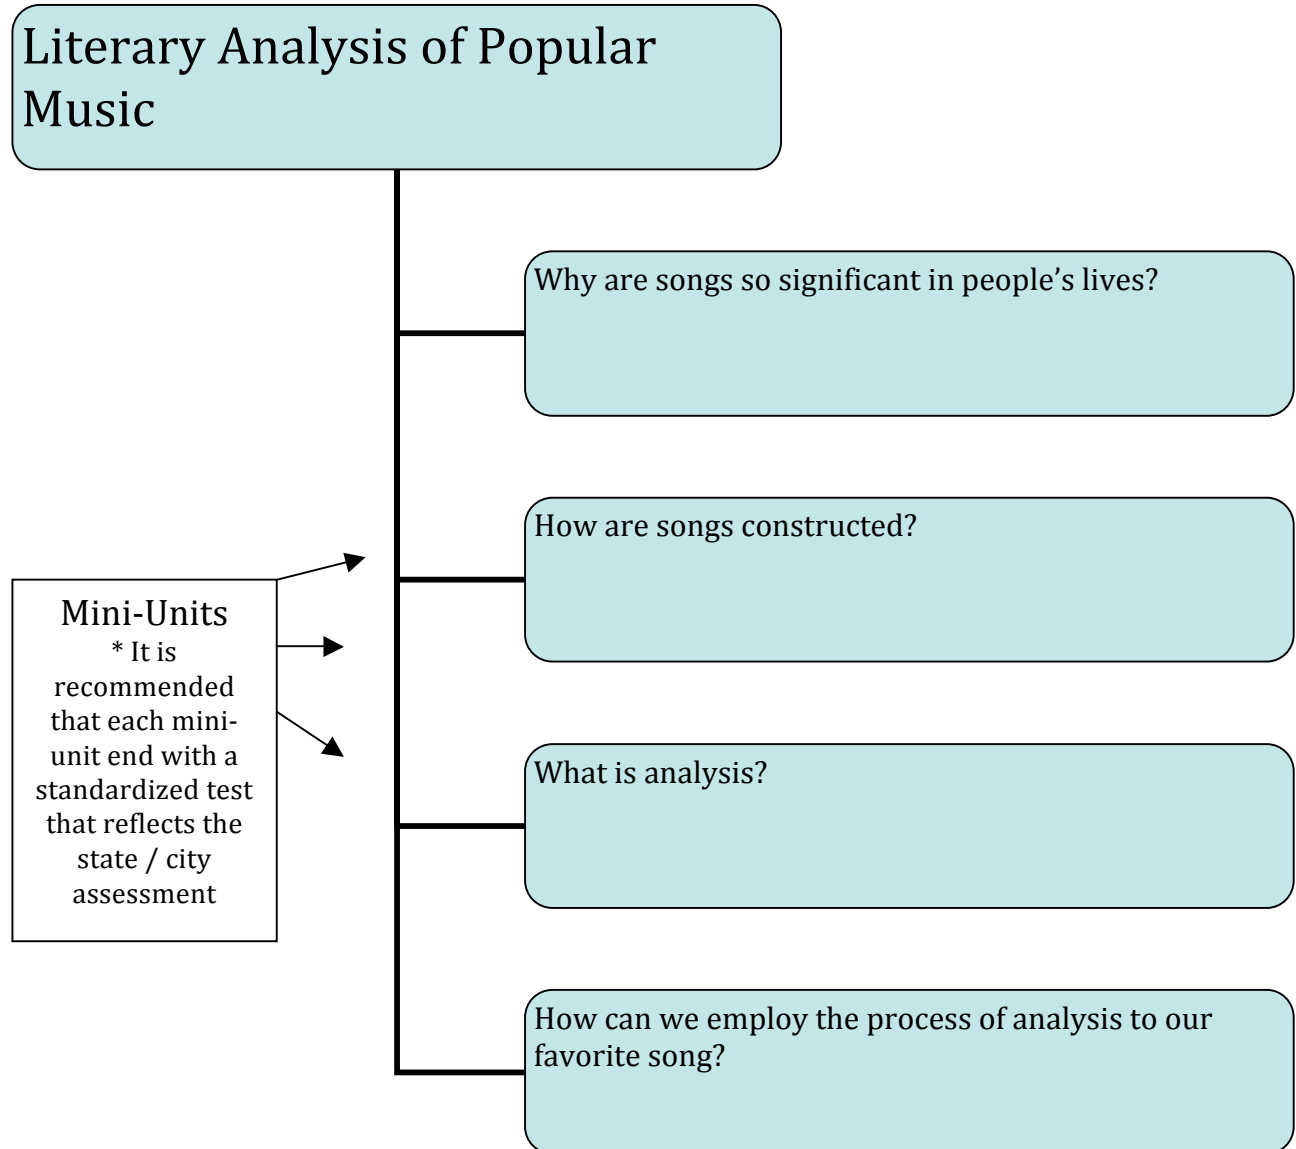 Literary Analysis of Popular
Music
Why are songs so significant in people’s lives?
How are songs constructed?
Mini-Units
* It is
recommended
that each mini-
unit end with a
standardized test
that reflects the
state / city
assessment
What is analysis?
How can we employ the process of analysis to our
favorite song?